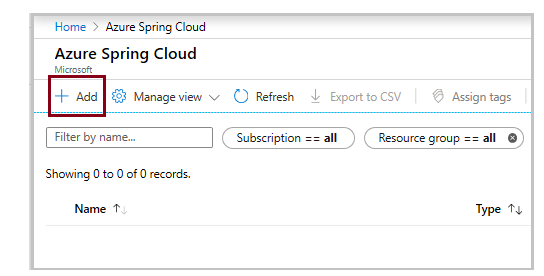 Home > Azure Spring Cloud
Azure Spring Cloud
Microsoft
+ Add Manage view Refresh Export to CSV Assign tags
Filter by name... Subscription == all Resource group == all
Showing 0 to 0 of 0 records.
Name ↑↓ Type ↑↓